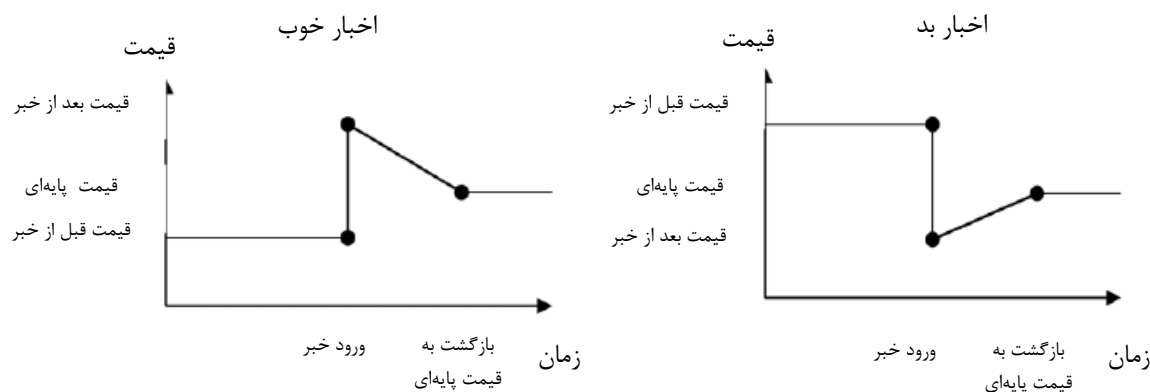 اخبار بد
قیمت
قیمت قبل از خبر
قیمت پایه‌ای
قیمت بعد از خبر
ورود خبر
بازگشت به
قیمت پایه‌ای
زمان
اخبار خوب
قیمت
قیمت بعد از خبر
قیمت پایه‌ای
قیمت قبل از خبر
ورود خبر
بازگشت به
قیمت پایه‌ای
زمان